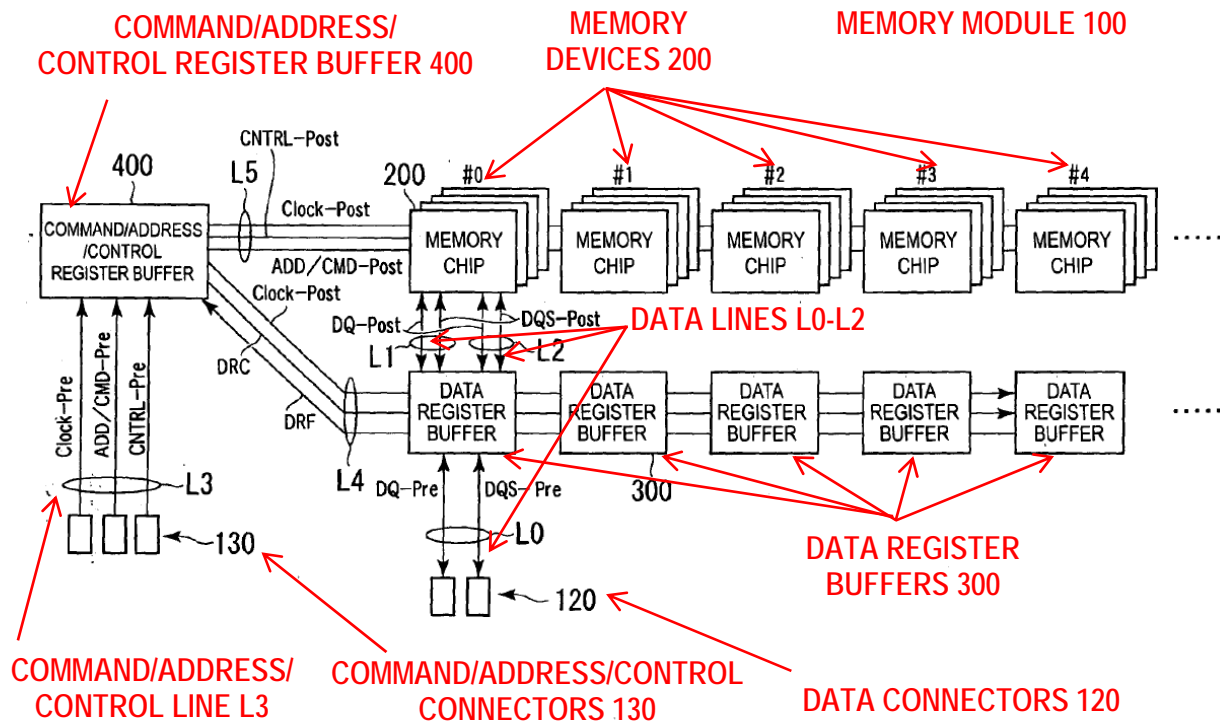 COMMAND/ADDRESS/
CONTROL REGISTER BUFFER 400
MEMORY
DEVICES 200
MEMORY MODULE 100
CNTRL-Post
400
L5
200
#0
#1
#2
#3
#4
Clock-Post
COMMAND/ADDRESS
/CONTROL
REGISTER BUFFER
MEMORY
CHIP
MEMORY
CHIP
MEMORY
CHIP
MEMORY
CHIP
MEMORY
CHIP
ADD/CMD-Post
Clock-Post
DQ-Post
DQS-Post
DATA LINES L0-L2
L1
L2
DRC
DRF
Clock-Pre
ADD/CMD-Pre
CNTRL-Pre
DATA
REGISTER
BUFFER
DATA
REGISTER
BUFFER
DATA
REGISTER
BUFFER
DATA
REGISTER
BUFFER
DATA
REGISTER
BUFFER
L4
300
L3
DQ-Pre
DQS-Pre
130
L0
120
DATA REGISTER
BUFFERS 300
COMMAND/ADDRESS/
CONTROL LINE L3
COMMAND/ADDRESS/CONTROL
CONNECTORS 130
DATA CONNECTORS 120